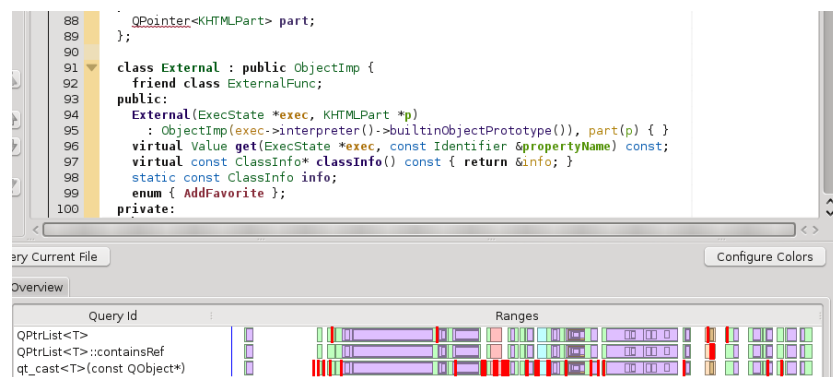 88 QPointer<KHTMLPart> part;
89 };
90
91 class External : public ObjectImp {
92 friend class ExternalFunc;
93 public:
94 External(ExecState *exec, KHTMLPart *p)
95 : ObjectImp(exec->interpreter()->builtinObjectPrototype()), part(p) { }
96 virtual Value get(ExecState *exec, const Identifier &propertyName) const;
97 virtual const ClassInfo* classInfo() const { return &info; }
98 static const ClassInfo info;
99 enum { AddFavorite };
100 private:
ery Current File Configure Colors
Overview
Query Id Ranges
QPtrList<T>
QPtrList<T>::containsRef
qt_cast<T>(const QObject*)